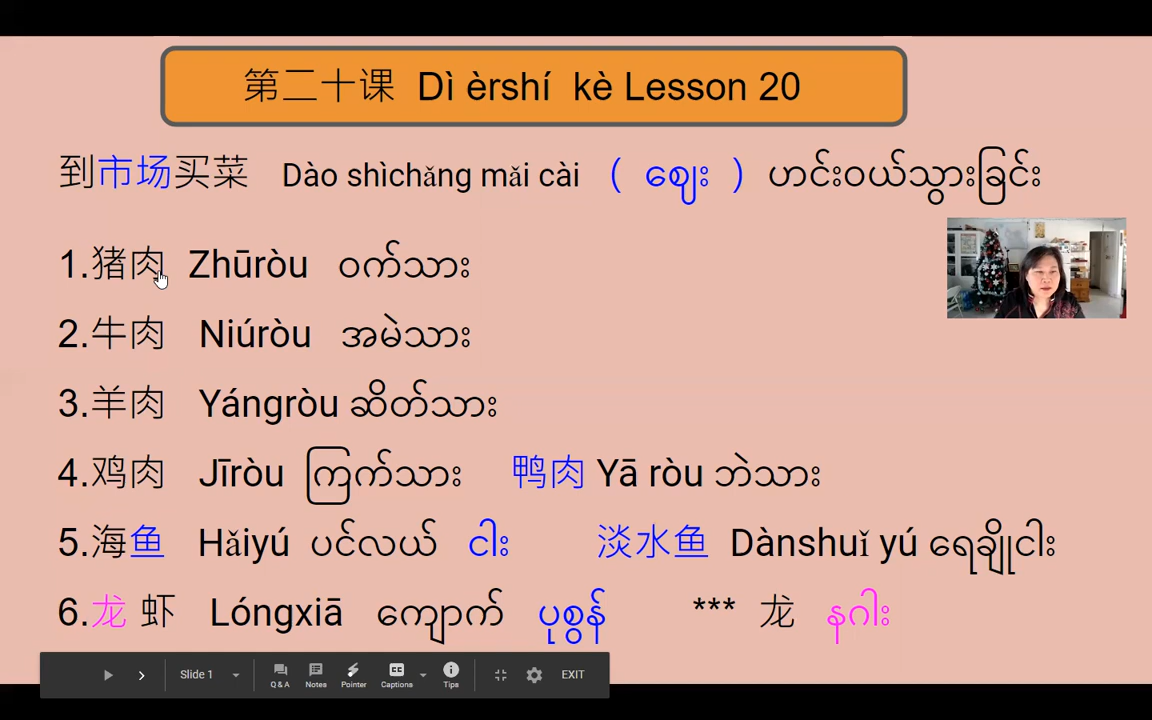 第二十课 Dì èrshí kè Lesson 20
到市场买菜 Dào shìchǎng mǎi cài ( ဈေး ) ဟင်းဝယ်သွားခြင်း
1.猪肉 Zhūròu ဝက်သား
2.牛肉 Niúròu အမဲသား
3.羊肉 Yángròu ဆိတ်သား
4.鸡肉 Jīròu ကြက်သား 鸭肉 Yā ròu ဘဲသား
5.海鱼 Hǎiyú ပင်လယ် ငါး 淡水鱼 Dànshuǐ yú ရေချိုငါး
6.龙 虾 Lóngxiā ကျောက် ပုစွန် *** 龙 နဂါး
Slide 1 Q & A Notes Pointer Captions Tips EXIT